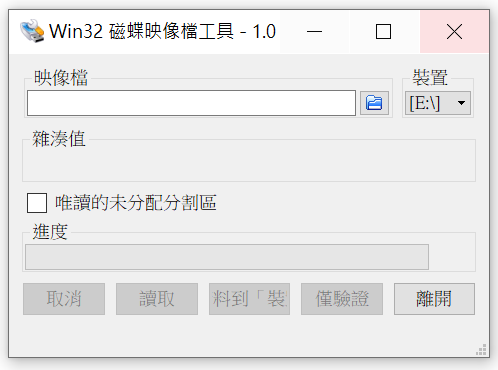 Win32 磁蝶映像檔工具 - 1.0
映像檔
裝置
[E:\]
雜湊值
唯讀的未分配分割區
進度
取消
讀取
料到「裝
僅驗證
離開